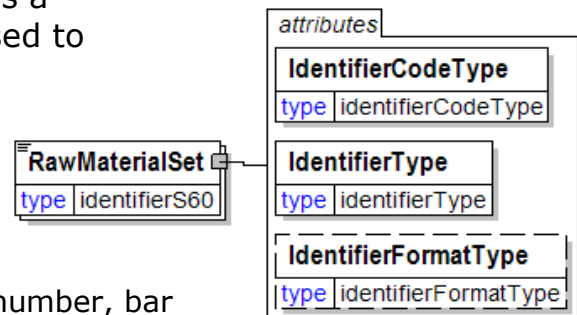 s a
sed to
attributes
IdentifierCodeType
type identifierCodeType
RawMaterialSet
type identifierS60
IdentifierType
type identifierType
IdentifierFormatType
type identifierFormatType
number, bar